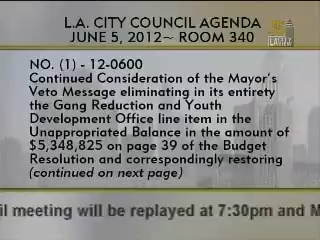 L.A. CITY COUNCIL AGENDA
JUNE 5, 2012~ ROOM 340
NO. (1) - 12-0600
Continued Consideration of the Mayor's
Veto Message eliminating in its entirety
the Gang Reduction and Youth
Development Office line item in the
Unappropriated Balance in the amount of
$5,348,825 on page 39 of the Budget
Resolution and correspondingly restoring
(continued on next page)
il meeting will be replayed at 7:30pm and M